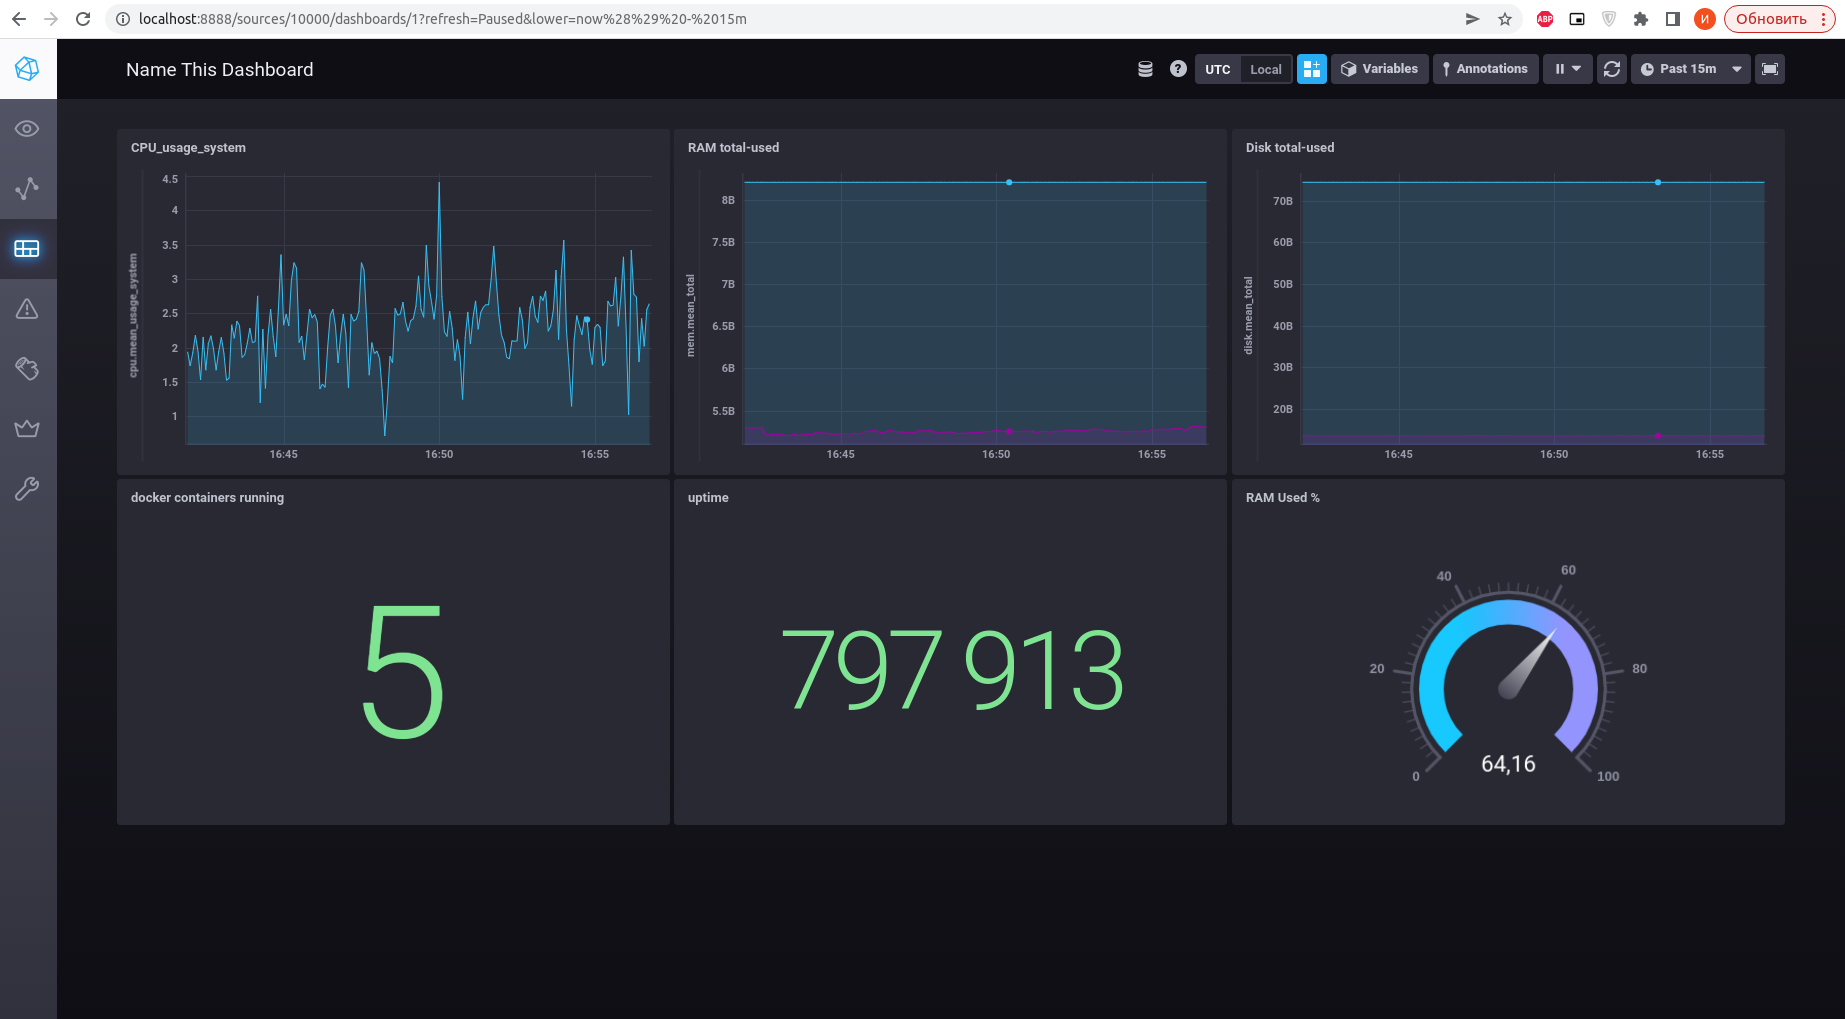 localhost:8888/sources/10000/dashboards/1?refresh=Paused&lower=now%28%29%20-%2015m
ABP
И
Обновить
Name This Dashboard
?
UTC
Local
Variables
Annotations
Past 15m
CPU_usage_system
cpu.mean_usage_system
4.5
4
3.5
3
2.5
2
1.5
1
16:45
16:50
16:55
RAM total-used
mem.mean_total
8B
7.5B
7B
6.5B
6B
5.5B
16:45
16:50
16:55
Disk total-used
disk.mean_total
70B
60B
50B
40B
30B
20B
16:45
16:50
16:55
docker containers running
5
uptime
797 913
RAM Used %
0
20
40
60
80
100
64,16